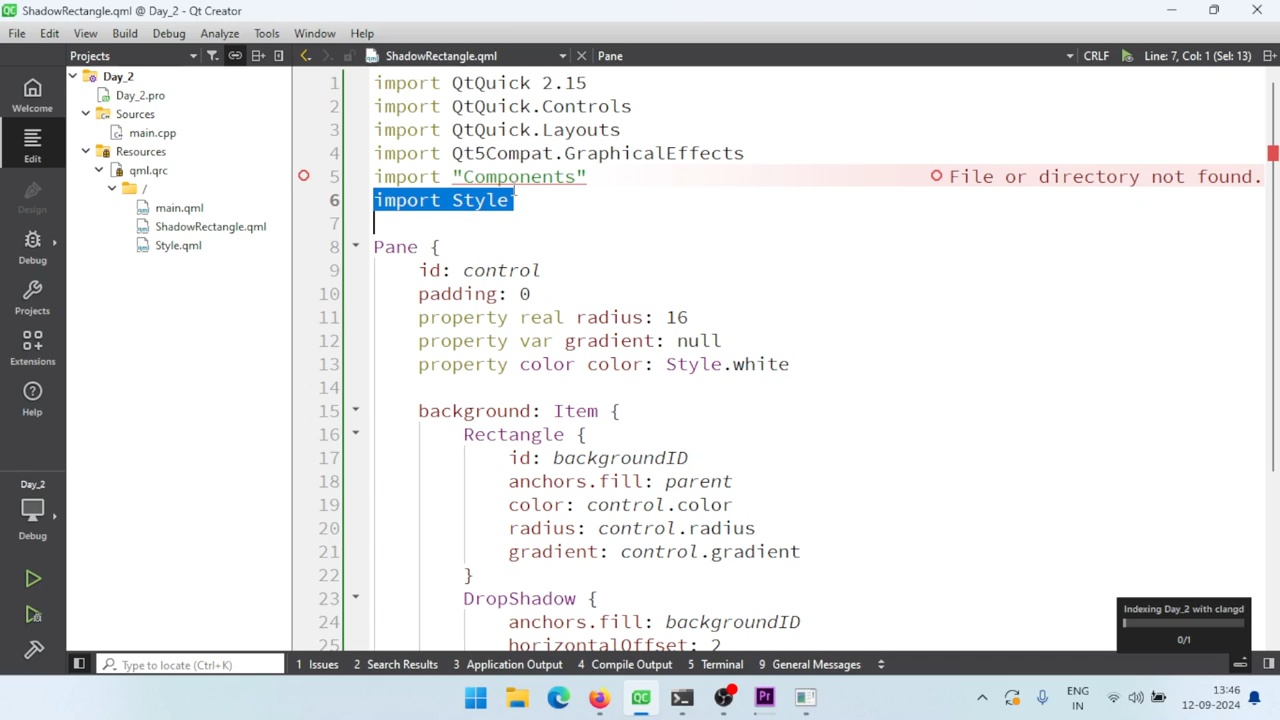 ShadowRectangle.qml @ Day_2 - Qt Creator
File Edit View Build Debug Analyze Tools Window Help
Projects
ShadowRectangle.qml
Pane
CRLF
Line: 7, Col: 1 (Sel: 13)
Welcome
Edit
Design
Debug
Projects
Extensions
Help
Day_2
Debug
Day_2
Day_2.pro
Sources
main.cpp
Resources
qml.qrc
/
main.qml
ShadowRectangle.qml
Style.qml
1 import QtQuick 2.15
2 import QtQuick.Controls
3 import QtQuick.Layouts
4 import Qt5Compat.GraphicalEffects
5 import "Components" File or directory not found.
6 import Style
7
8 Pane {
9 id: control
10 padding: 0
11 property real radius: 16
12 property var gradient: null
13 property color color: Style.white
14
15 background: Item {
16 Rectangle {
17 id: backgroundID
18 anchors.fill: parent
19 color: control.color
20 radius: control.radius
21 gradient: control.gradient
22 }
23 DropShadow {
24 anchors.fill: backgroundID
25 horizontalOffset: 2
Indexing Day_2 with clangd
0/1
Type to locate (Ctrl+K)
1 Issues 2 Search Results 3 Application Output 4 Compile Output 5 Terminal 9 General Messages
QC
Pr
ENG
IN
13:46
12-09-2024